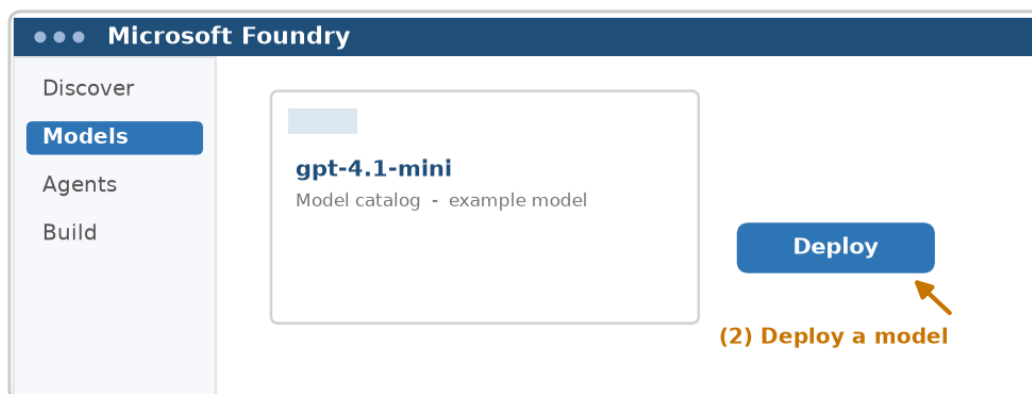 Microsoft Foundry
Discover
Models
Agents
Build
gpt-4.1-mini
Model catalog - example model
Deploy
(2) Deploy a model